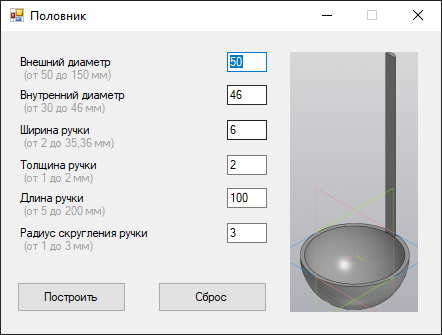 Половник
Внешний диаметр 50
(от 50 до 150 мм)
Внутренний диаметр 46
(от 30 до 46 мм)
Ширина ручки 6
(от 2 до 35,36 мм)
Толщина ручки 2
(от 1 до 2 мм)
Длина ручки 100
(от 5 до 200 мм)
Радиус скругления ручки 3
(от 1 до 3 мм)
Построить Сброс